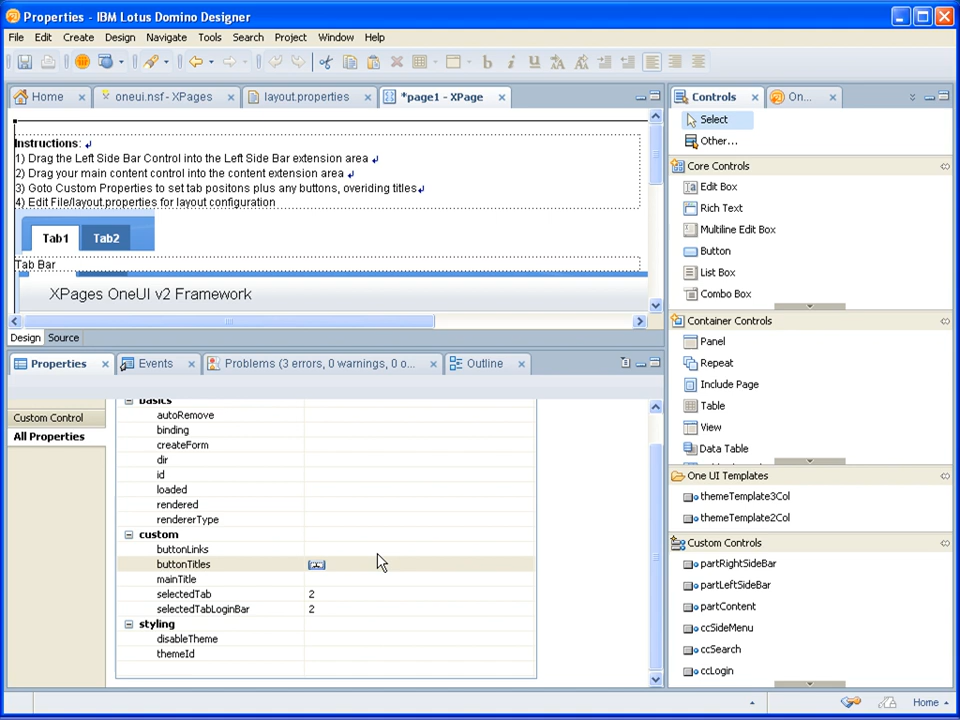 Properties - IBM Lotus Domino Designer
File Edit Create Design Navigate Tools Search Project Window Help
Home
oneui.nsf - XPages
layout.properties
*page1 - XPage
Instructions:
1) Drag the Left Side Bar Control into the Left Side Bar extension area
2) Drag your main content control into the content extension area
3) Goto Custom Properties to set tab positons plus any buttons, overiding titles
4) Edit File/layout.properties for layout configuration
Tab1 Tab2
Tab Bar
XPages OneUI v2 Framework
Design Source
Properties
Events
Problems (3 errors, 0 warnings, 0 o...
Outline
Custom Control
All Properties
basics
autoRemove
binding
createForm
dir
id
loaded
rendered
rendererType
custom
buttonLinks
buttonTitles
mainTitle
selectedTab 2
selectedTabLoginBar 2
styling
disableTheme
themeId
Controls
On...
Select
Other...
Core Controls
Edit Box
Rich Text
Multiline Edit Box
Button
List Box
Combo Box
Container Controls
Panel
Repeat
Include Page
Table
View
Data Table
One UI Templates
themeTemplate3Col
themeTemplate2Col
Custom Controls
partRightSideBar
partLeftSideBar
partContent
ccSideMenu
ccSearch
ccLogin
Home